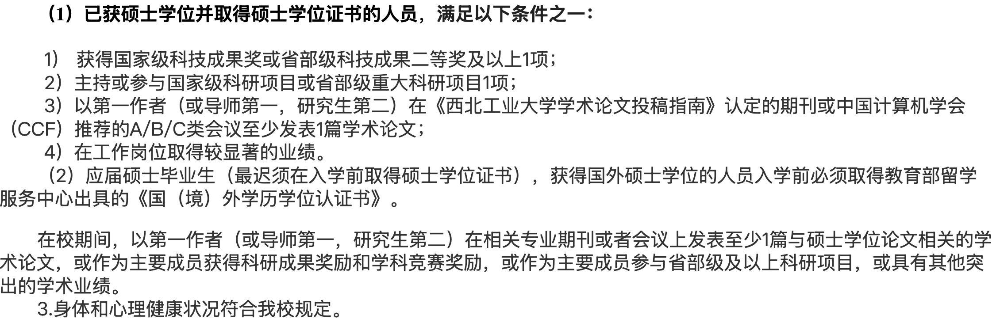 （1）已获硕士学位并取得硕士学位证书的人员，满足以下条件之一：
1） 获得国家级科技成果奖或省部级科技成果二等奖及以上1项；
2）主持或参与国家级科研项目或省部级重大科研项目1项；
3）以第一作者（或导师第一，研究生第二）在《西北工业大学学术论文投稿指南》认定的期刊或中国计算机学会
（CCF）推荐的A/B/C类会议至少发表1篇学术论文；
4）在工作岗位取得较显著的业绩。
（2）应届硕士毕业生（最迟须在入学前取得硕士学位证书），获得国外硕士学位的人员入学前必须取得教育部留学
服务中心出具的《国（境）外学历学位认证书》。
在校期间，以第一作者（或导师第一，研究生第二）在相关专业期刊或者会议上发表至少1篇与硕士学位论文相关的学
术论文，或作为主要成员获得科研成果奖励和学科竞赛奖励，或作为主要成员参与省部级及以上科研项目，或具有其他突
出的学术业绩。
3.身体和心理健康状况符合我校规定。